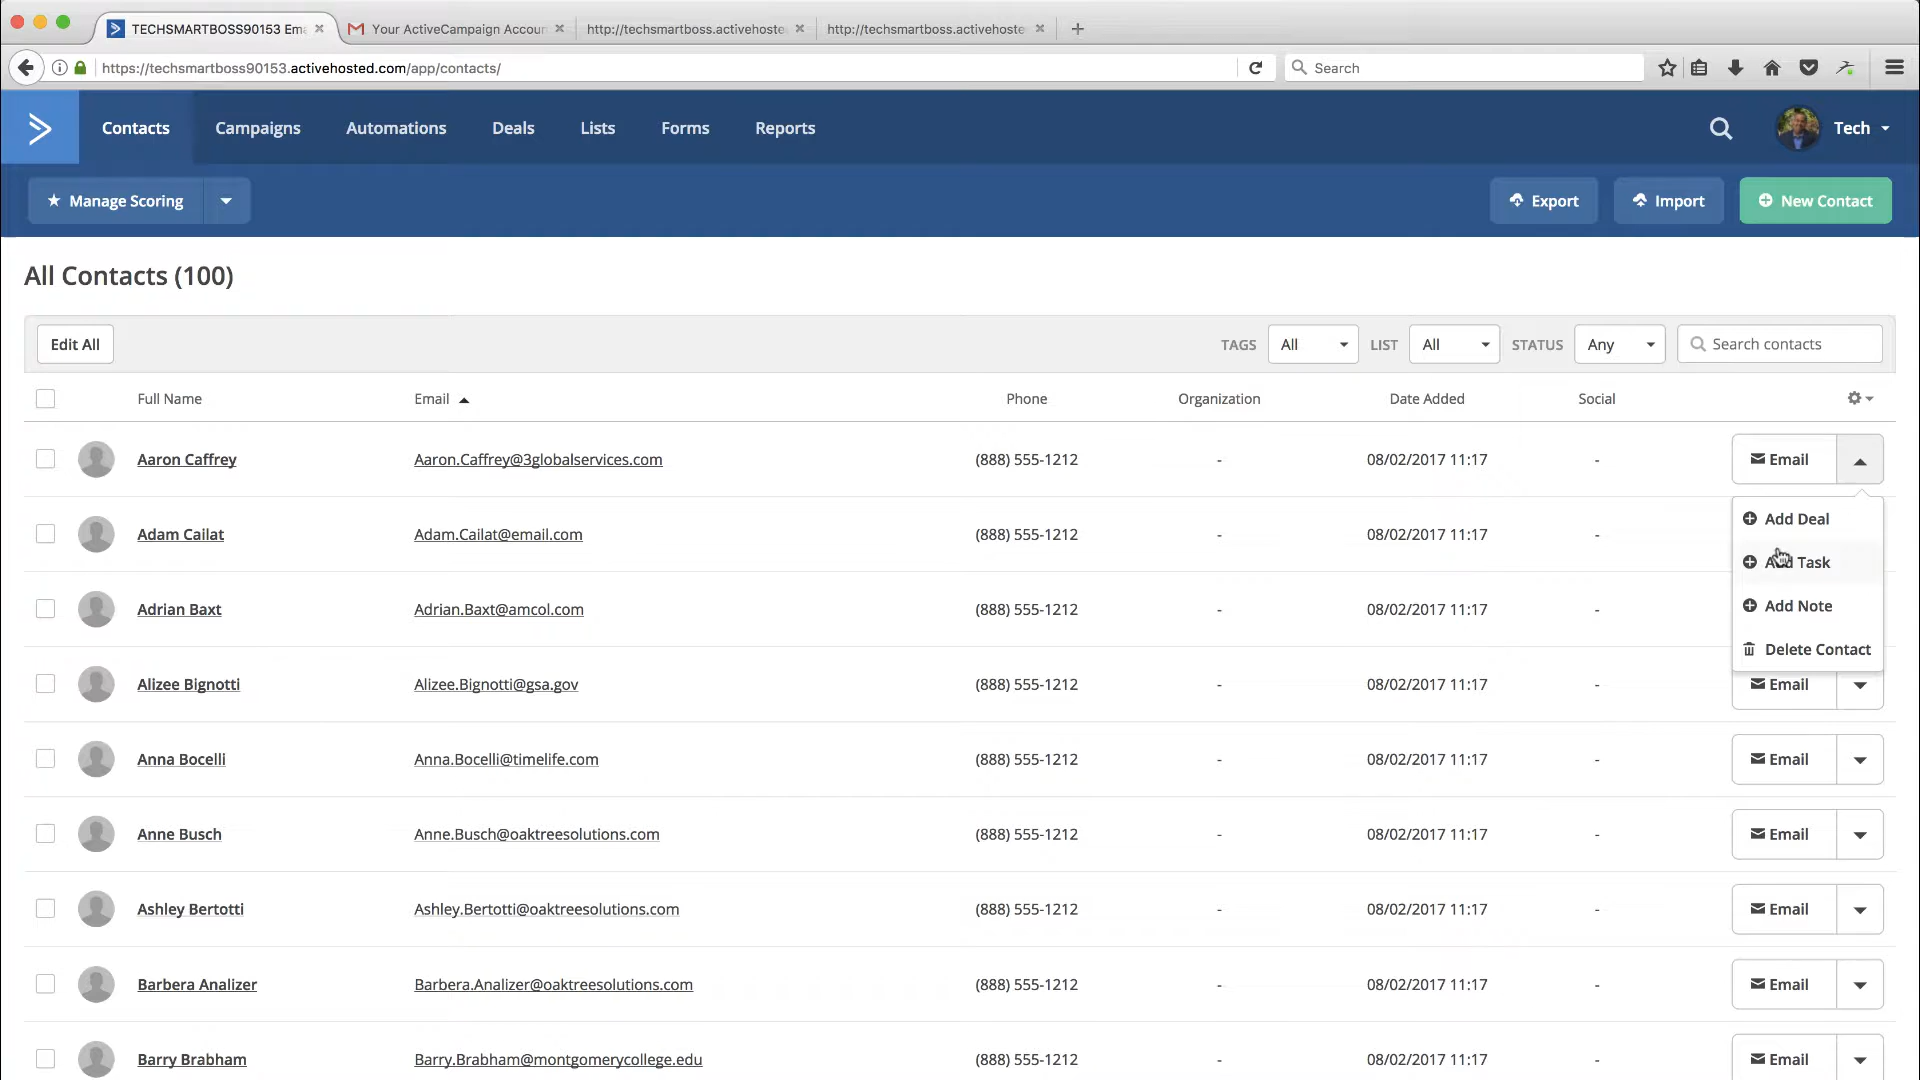 TECHSMARTBOSS90153 Em
Your ActiveCampaign Accoun
http://techsmartboss.activehoste
http://techsmartboss.activehoste
https://techsmartboss90153.activehosted.com/app/contacts/
Search
Contacts
Campaigns
Automations
Deals
Lists
Forms
Reports
Tech
Manage Scoring
Export
Import
New Contact
All Contacts (100)
Edit All
TAGS All LIST All STATUS Any Search contacts
Full Name Email Phone Organization Date Added Social
Aaron Caffrey Aaron.Caffrey@3globalservices.com (888) 555-1212 - 08/02/2017 11:17 - Email
Add Deal
Adam Cailat Adam.Cailat@email.com (888) 555-1212 - 08/02/2017 11:17 -
Task
Adrian Baxt Adrian.Baxt@amcol.com (888) 555-1212 - 08/02/2017 11:17 - Add Note
Delete Contact
Alizee Bignotti Alizee.Bignotti@gsa.gov (888) 555-1212 - 08/02/2017 11:17 - Email
Anna Bocelli Anna.Bocelli@timelife.com (888) 555-1212 - 08/02/2017 11:17 - Email
Anne Busch Anne.Busch@oaktreesolutions.com (888) 555-1212 - 08/02/2017 11:17 - Email
Ashley Bertotti Ashley.Bertotti@oaktreesolutions.com (888) 555-1212 - 08/02/2017 11:17 - Email
Barbera Analizer Barbera.Analizer@oaktreesolutions.com (888) 555-1212 - 08/02/2017 11:17 - Email
Barry Brabham Barry.Brabham@montgomerycollege.edu (888) 555-1212 - 08/02/2017 11:17 - Email